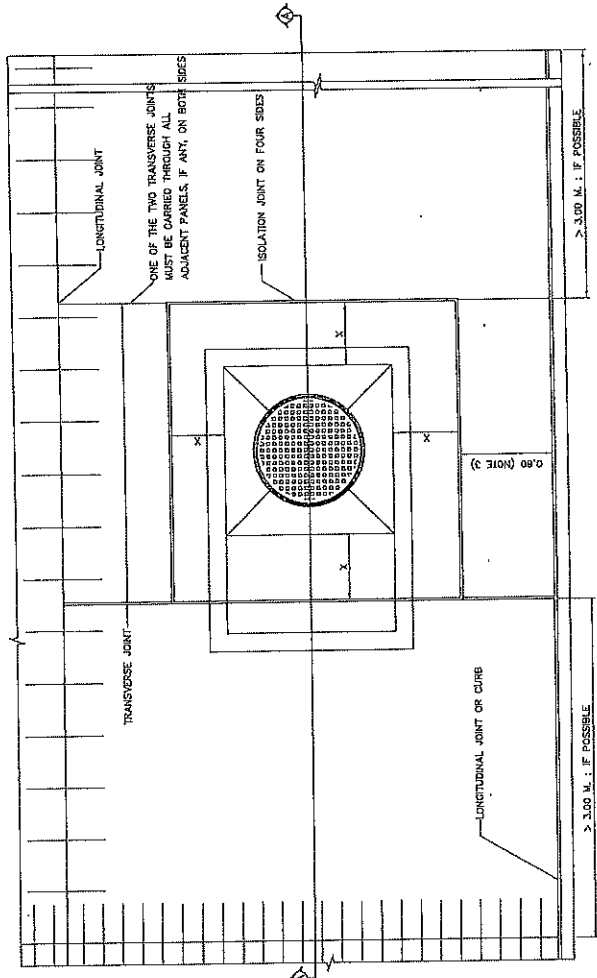 A
LONGITUDINAL JOINT
ONE OF THE TWO TRANSVERSE JOINTS
MUST BE CARRIED THROUGH ALL
ADJACENT PANELS, IF ANY, ON BOTH SIDES
ISOLATION JOINT ON FOUR SIDES
> 3.00 M. ; IF POSSIBLE
X
X
X
X
0.60 (NOTE 3)
TRANSVERSE JOINT
LONGITUDINAL JOINT OR CURB
> 3.00 M. ; IF POSSIBLE
A